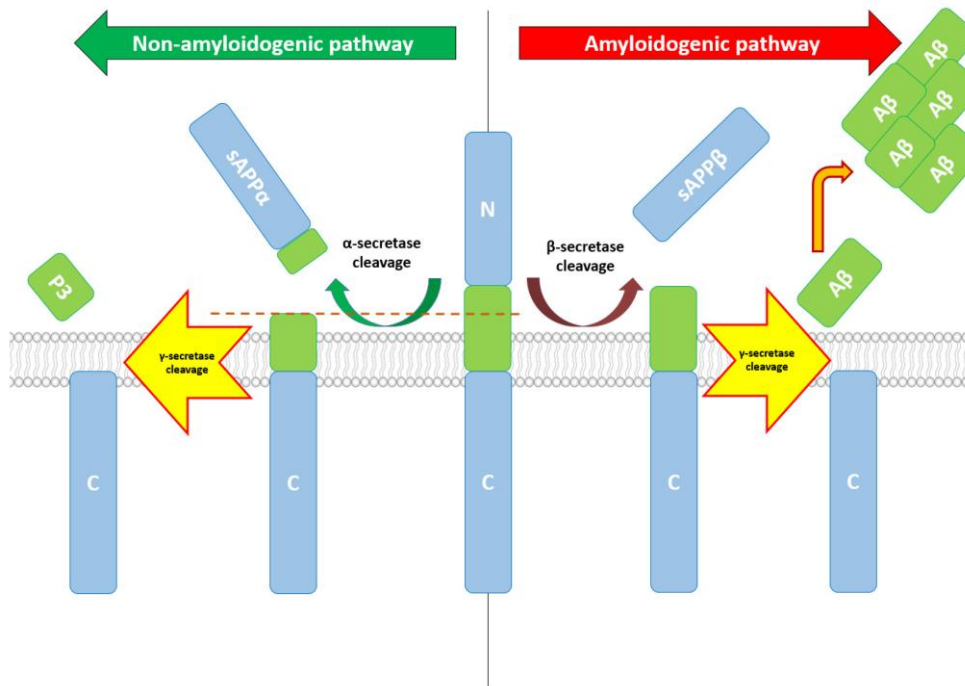 Non-amyloidogenic pathway
Amyloidogenic pathway
Aβ
Aβ
Aβ
Aβ
Aβ
sAPPα
N
sAPPβ
α-secretase
cleavage
β-secretase
cleavage
P3
Aβ
γ-secretase
cleavage
γ-secretase
cleavage
C
C
C
C
C